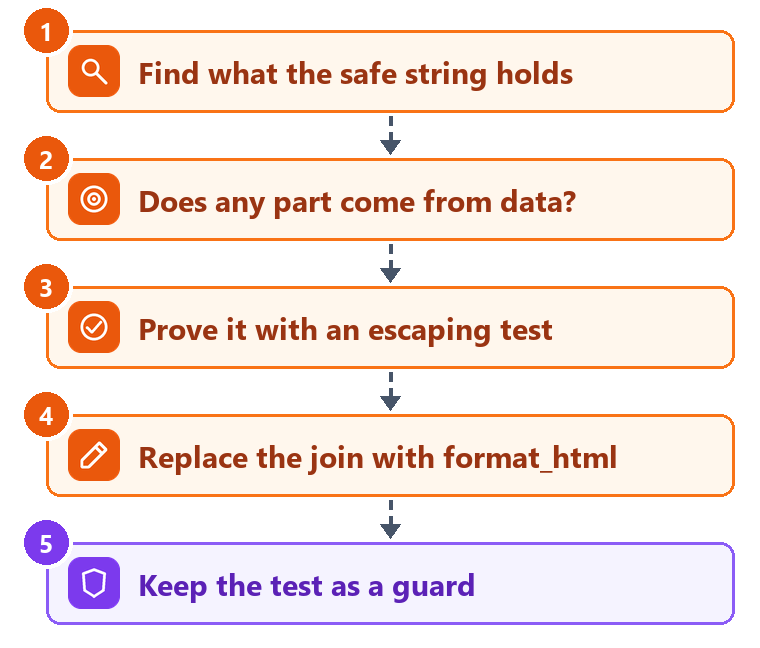 1
Find what the safe string holds
2
Does any part come from data?
3
Prove it with an escaping test
4
Replace the join with format_html
5
Keep the test as a guard